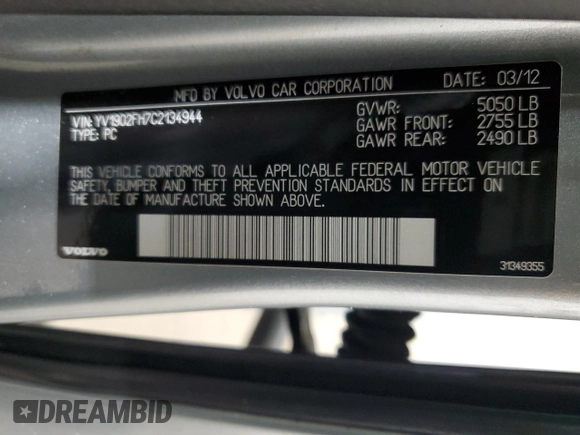 MFD BY VOLVO CAR CORPORATION DATE: 03/12
VIN: YV1902FH7C2134944
TYPE: PC
GVWR: 5050 LB
GAWR FRONT: 2755 LB
GAWR REAR: 2490 LB
THIS VEHICLE CONFORMS TO ALL APPLICABLE FEDERAL MOTOR VEHICLE
SAFETY, BUMPER AND THEFT PREVENTION STANDARDS IN EFFECT ON
THE DATE OF MANUFACTURE SHOWN ABOVE.
VOLVO
31349355
DREAMBID